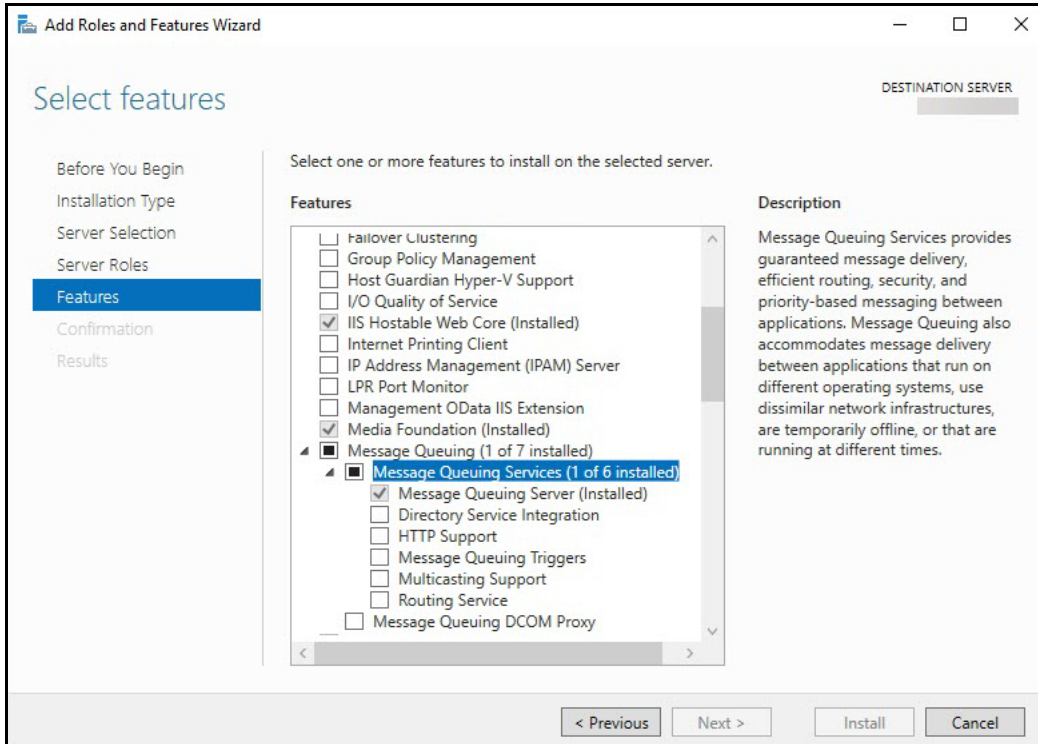 Add Roles and Features Wizard
Select features
DESTINATION SERVER
Before You Begin
Installation Type
Server Selection
Server Roles
Features
Confirmation
Results
Select one or more features to install on the selected server.
Features
Failover Clustering
Group Policy Management
Host Guardian Hyper-V Support
I/O Quality of Service
IIS Hostable Web Core (Installed)
Internet Printing Client
IP Address Management (IPAM) Server
LPR Port Monitor
Management OData IIS Extension
Media Foundation (Installed)
Message Queuing (1 of 7 installed)
Message Queuing Services (1 of 6 installed)
Message Queuing Server (Installed)
Directory Service Integration
HTTP Support
Message Queuing Triggers
Multicasting Support
Routing Service
Message Queuing DCOM Proxy
Description
Message Queuing Services provides
guaranteed message delivery,
efficient routing, security, and
priority-based messaging between
applications. Message Queuing also
accommodates message delivery
between applications that run on
different operating systems, use
dissimilar network infrastructures,
are temporarily offline, or that are
running at different times.
< Previous
Next >
Install
Cancel